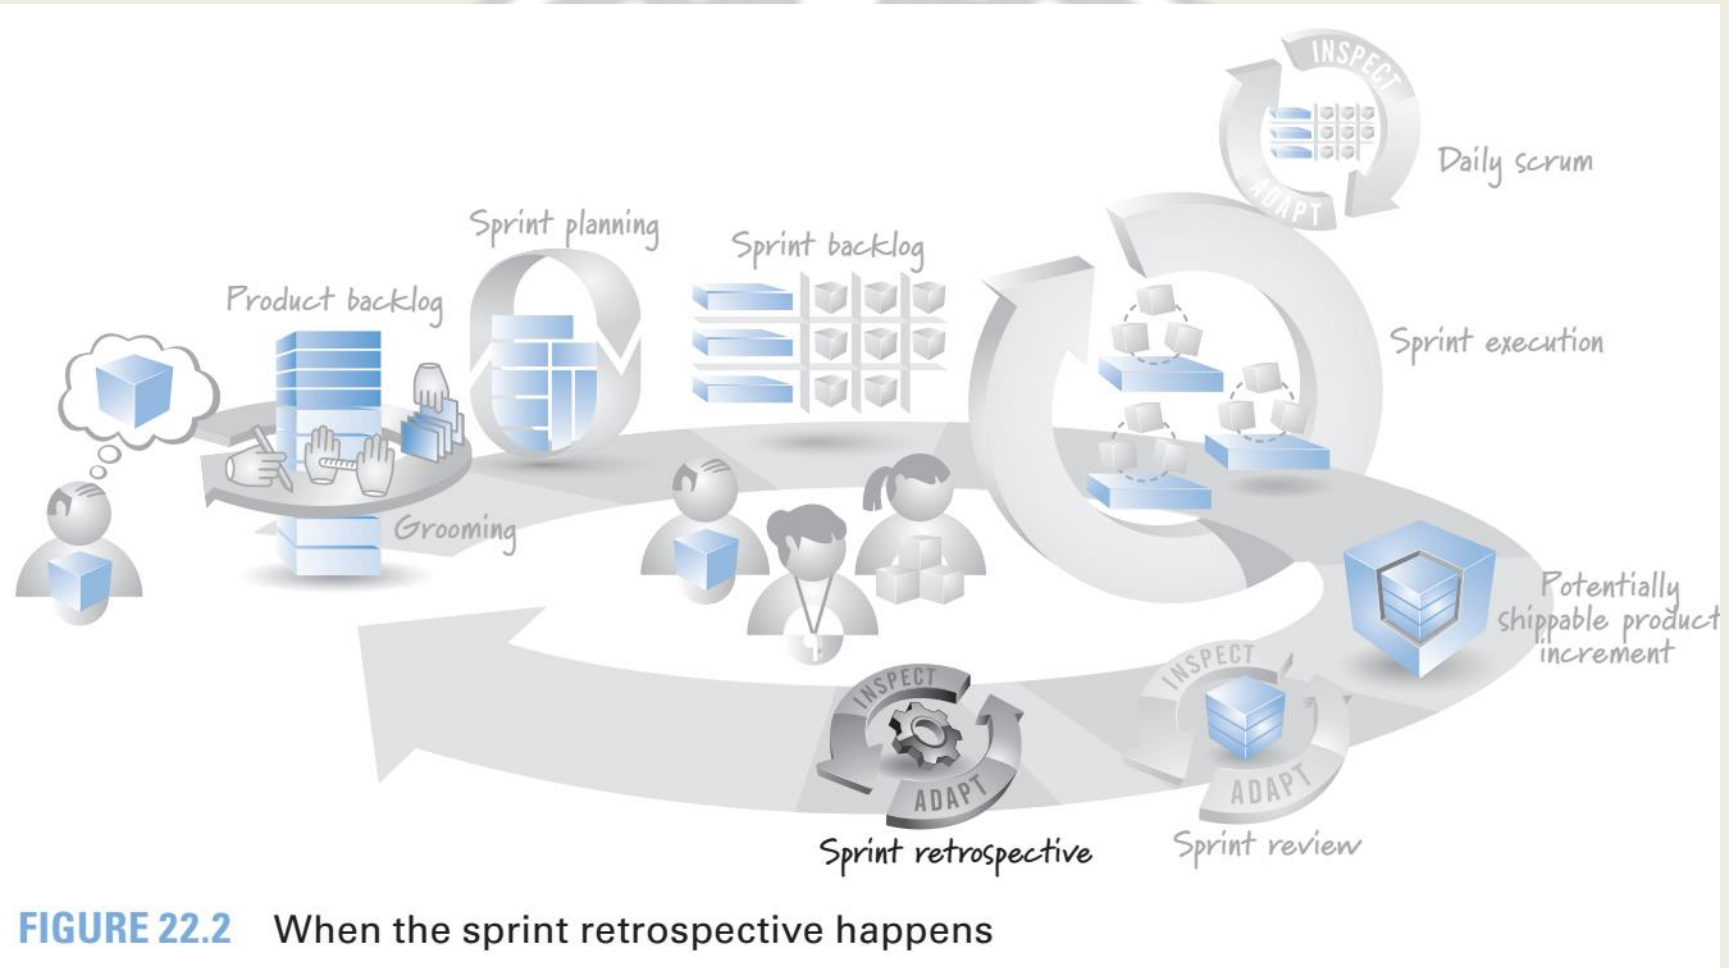 INSPECT
ADAPT
Daily scrum
Sprint planning
Sprint backlog
Product backlog
Sprint execution
Grooming
Potentially
shippable product
increment
INSPECT
ADAPT
Sprint retrospective
INSPECT
ADAPT
Sprint review
FIGURE 22.2 When the sprint retrospective happens